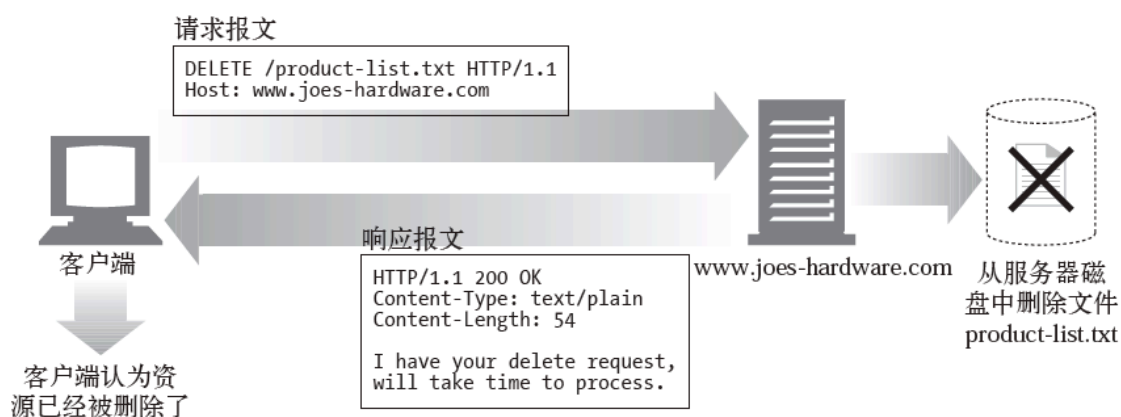 请求报文
DELETE /product-list.txt HTTP/1.1
Host: www.joes-hardware.com
客户端
响应报文
HTTP/1.1 200 OK
Content-Type: text/plain
Content-Length: 54
I have your delete request,
will take time to process.
www.joes-hardware.com
从服务器磁
盘中删除文件
product-list.txt
客户端认为资
源已经被删除了